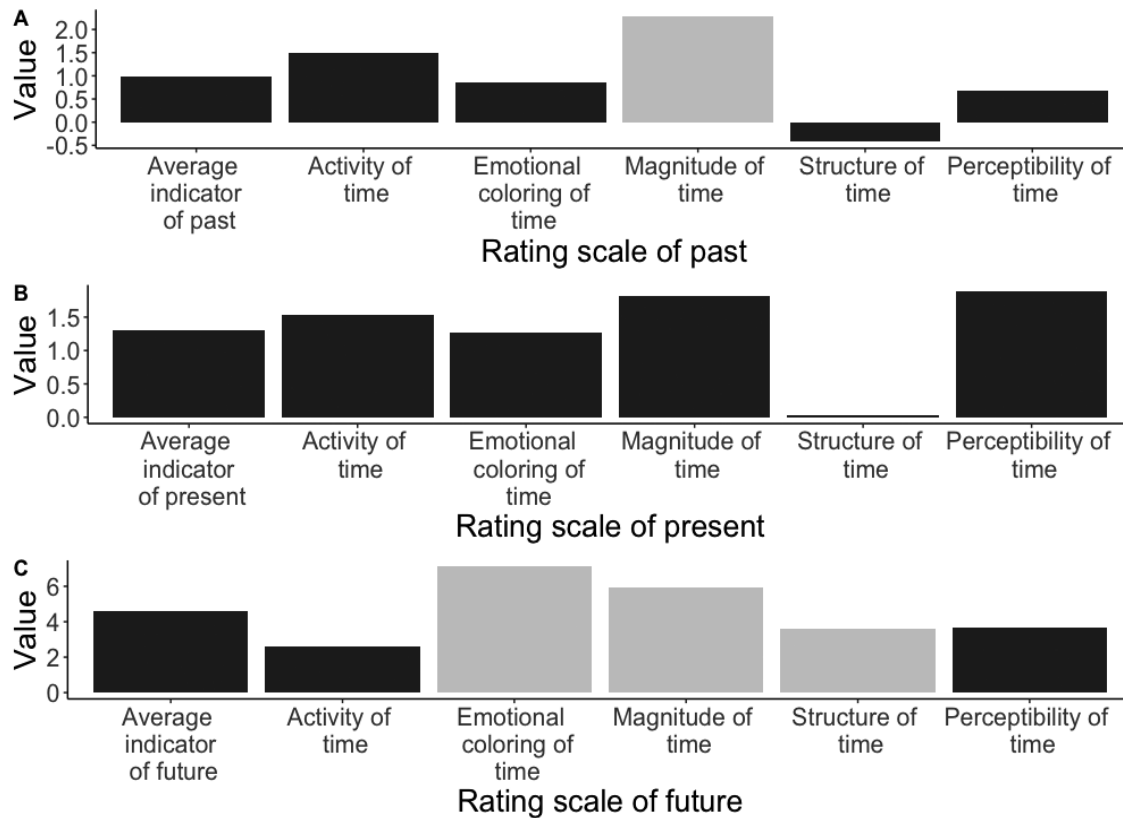 A
Value
2.0
1.5
1.0
0.5
0.0
-0.5
Average Activity of Emotional Magnitude of Structure of Perceptibility of
indicator time coloring of time time time
of past time
Rating scale of past
B
Value
1.5
1.0
0.5
0.0
Average Activity of Emotional Magnitude of Structure of Perceptibility of
indicator time coloring of time time time
of present time
Rating scale of present
C
Value
6
4
2
0
Average Activity of Emotional Magnitude of Structure of Perceptibility of
indicator time coloring of time time time
of future time
Rating scale of future